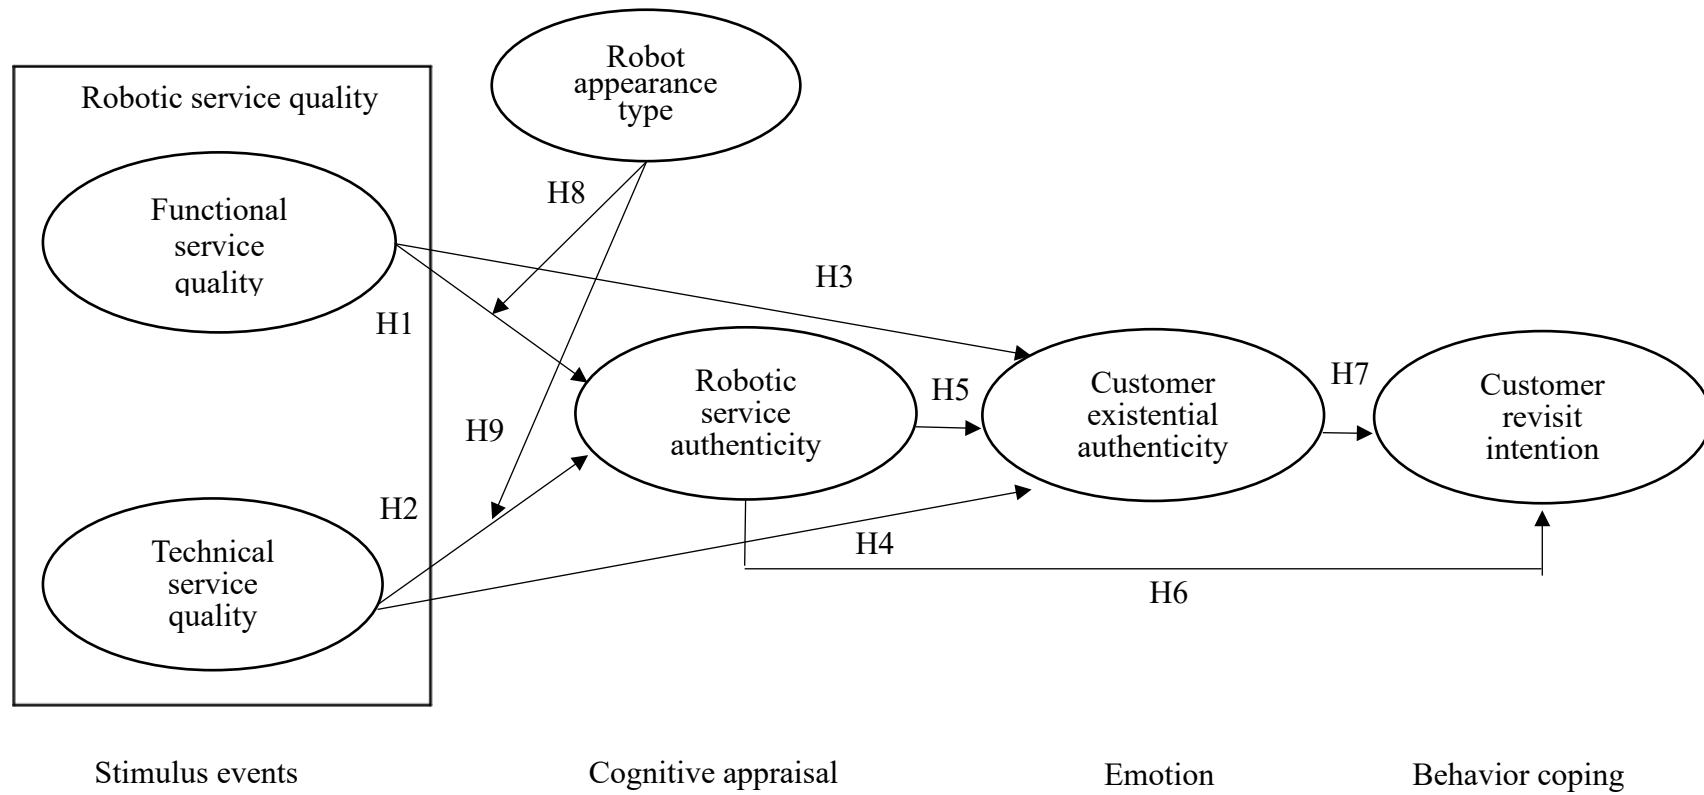 Robot
appearance
type
Robotic service quality
H8
Functional
service
quality
H3
H1
Robotic
service
authenticity
H5
Customer
existential
authenticity
H7
Customer
revisit
intention
H9
H2
Technical
service
quality
H4
H6
Stimulus events
Cognitive appraisal
Emotion
Behavior coping